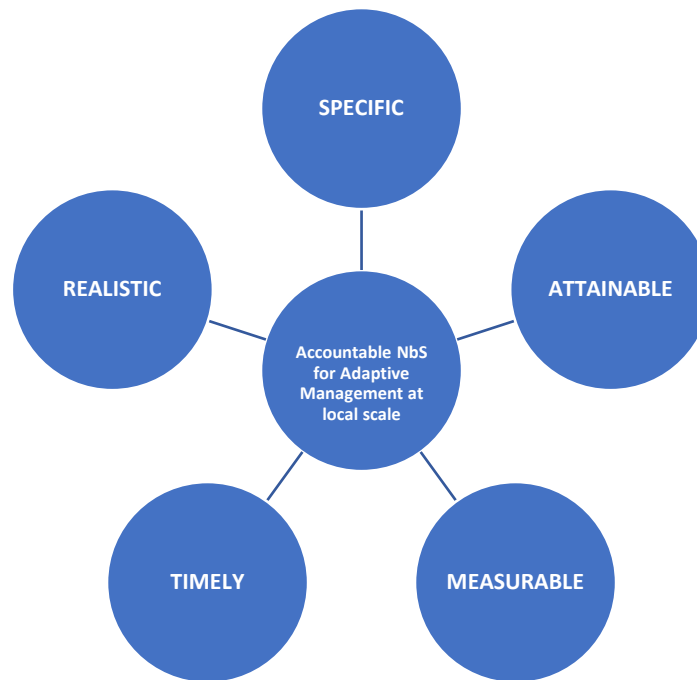 SPECIFIC
REALISTIC
ATTAINABLE
Accountable NbS
for Adaptive
Management at
local scale
TIMELY
MEASURABLE